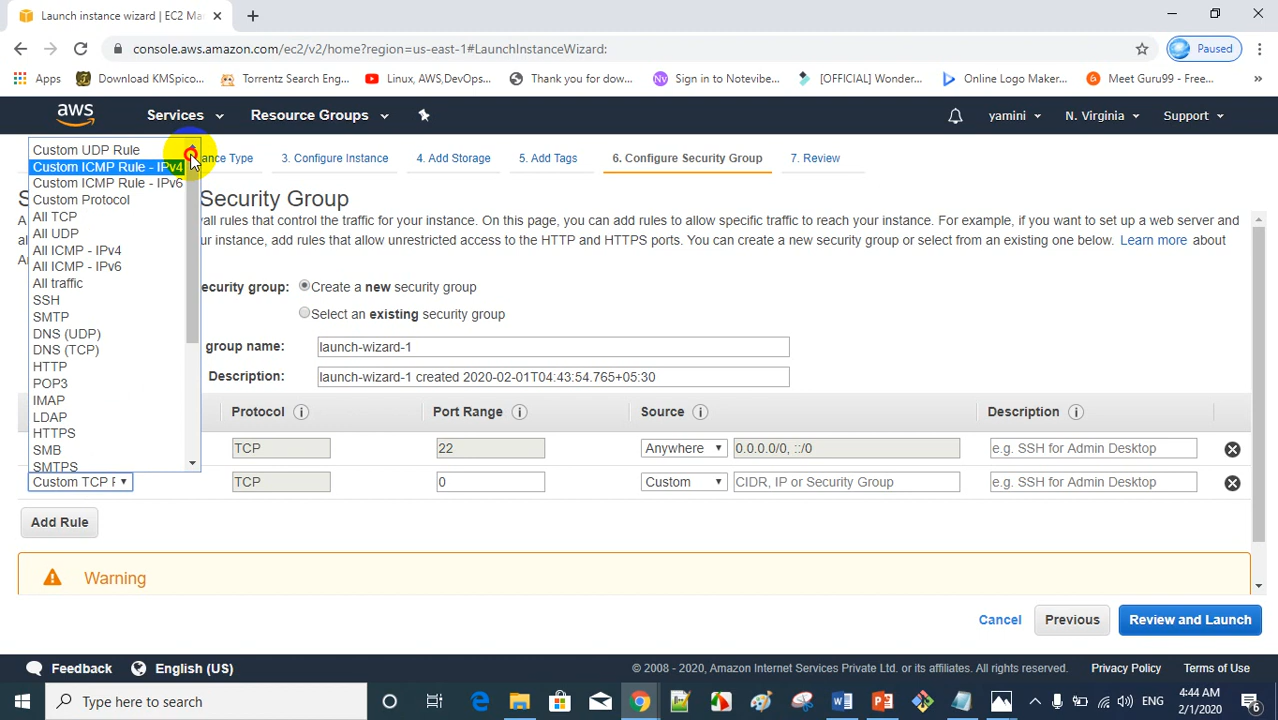 Launch instance wizard | EC2 Ma
console.aws.amazon.com/ec2/v2/home?region=us-east-1#LaunchInstanceWizard:
Paused
Apps
Download KMSpico...
Torrentz Search Eng...
Linux, AWS,DevOps...
Thank you for dow...
Sign in to Notevibe...
[OFFICIAL] Wonder...
Online Logo Maker...
Meet Guru99 - Free...
aws
Services
Resource Groups
yamini
N. Virginia
Support
ance Type
3. Configure Instance
4. Add Storage
5. Add Tags
6. Configure Security Group
7. Review
Security Group
all rules that control the traffic for your instance. On this page, you can add rules to allow specific traffic to reach your instance. For example, if you want to set up a web server and
your instance, add rules that allow unrestricted access to the HTTP and HTTPS ports. You can create a new security group or select from an existing one below. Learn more about
Custom UDP Rule
Custom ICMP Rule - IPv4
Custom ICMP Rule - IPv6
Custom Protocol
All TCP
All UDP
All ICMP - IPv4
All ICMP - IPv6
All traffic
SSH
SMTP
DNS (UDP)
DNS (TCP)
HTTP
POP3
IMAP
LDAP
HTTPS
SMB
SMTPS
ecurity group:
Create a new security group
Select an existing security group
group name:
launch-wizard-1
Description:
launch-wizard-1 created 2020-02-01T04:43:54.765+05:30
Protocol
Port Range
Source
Description
TCP
22
Anywhere
0.0.0.0/0, ::/0
e.g. SSH for Admin Desktop
Custom TCP F
TCP
0
Custom
CIDR, IP or Security Group
e.g. SSH for Admin Desktop
Add Rule
Warning
Cancel
Previous
Review and Launch
Feedback
English (US)
© 2008 - 2020, Amazon Internet Services Private Ltd. or its affiliates. All rights reserved.
Privacy Policy
Terms of Use
Type here to search
ENG
4:44 AM
2/1/2020
6